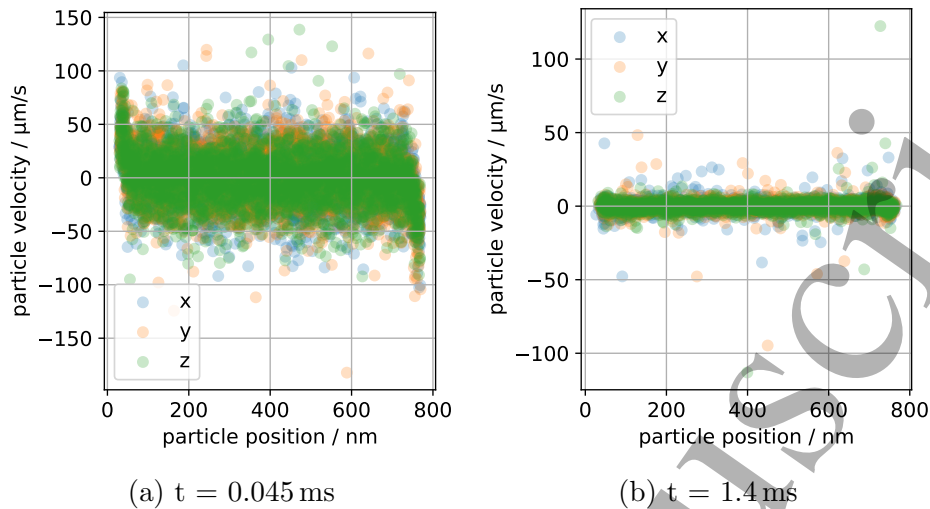 150
100
50
0
−50
−100
−150
particle velocity / µm/s
x
y
z
0 200 400 600 800
particle position / nm
(a) t = 0.045 ms
100
50
0
−50
−100
particle velocity / µm/s
x
y
z
0 200 400 600 800
particle position / nm
(b) t = 1.4 ms